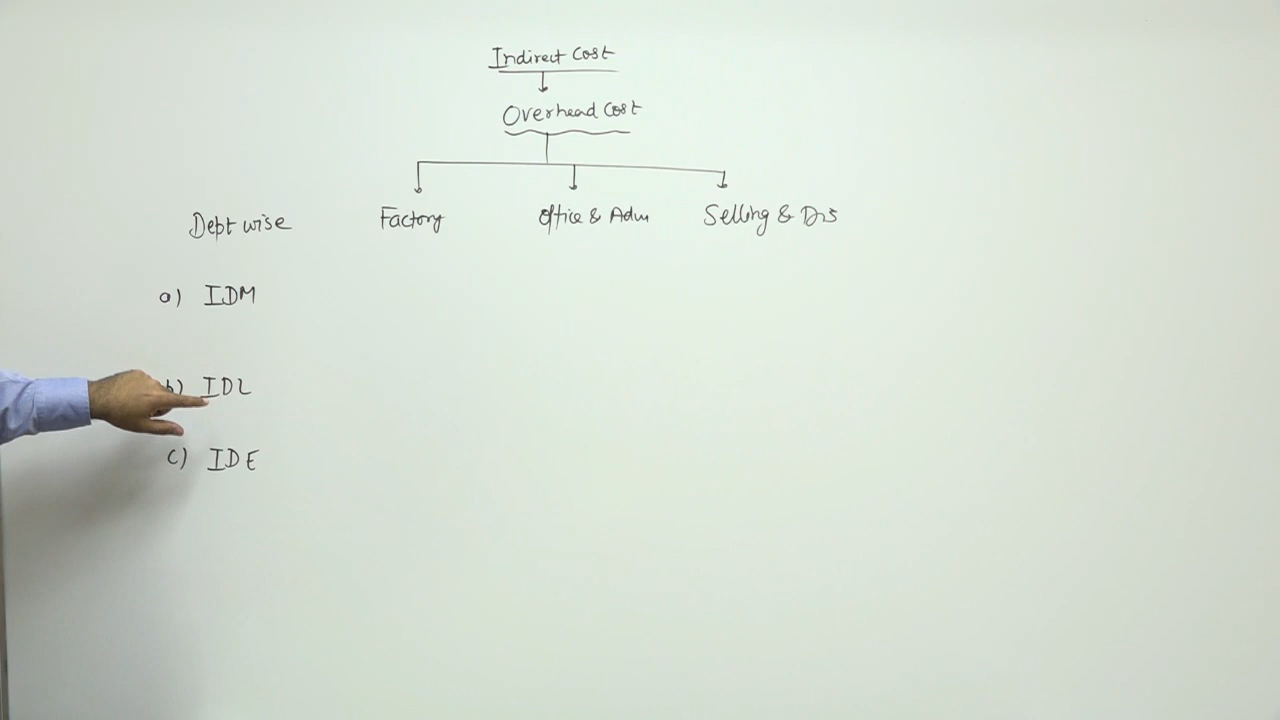 Indirect Cost
Overhead Cost
Dept wise Factory Office & Adm Selling & Dis
a) IDM
b) IDL
c) IDE